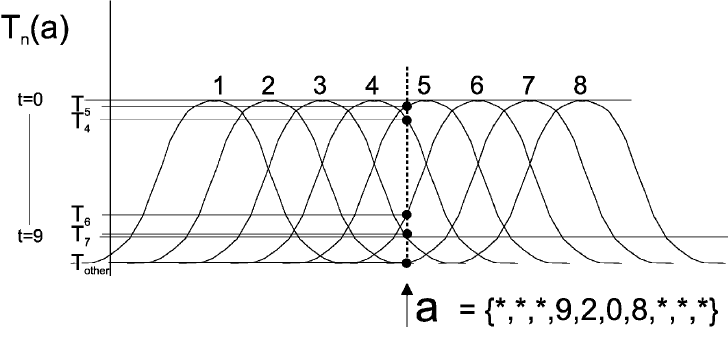 Tn(a)
1 2 3 4 5 6 7 8
t=0
T5
T4
T6
t=9
T7
Tother
a = {*,*,*,9,2,0,8,*,*,*}